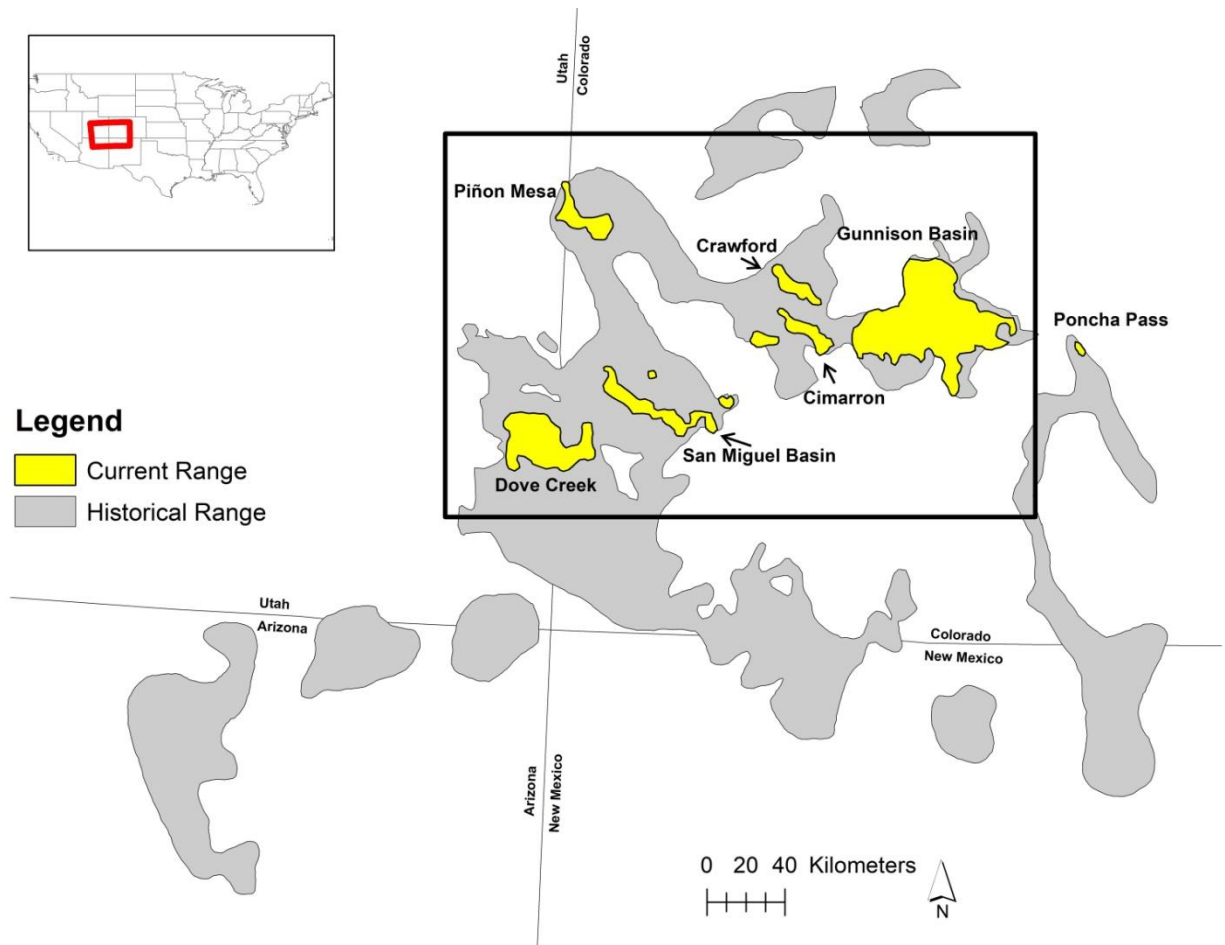 Utah
Colorado
Piñon Mesa
Crawford
Gunnison Basin
Poncha Pass
Cimarron
San Miguel Basin
Dove Creek
Legend
Current Range
Historical Range
Utah
Arizona
Colorado
New Mexico
Arizona
New Mexico
0 20 40 Kilometers
N